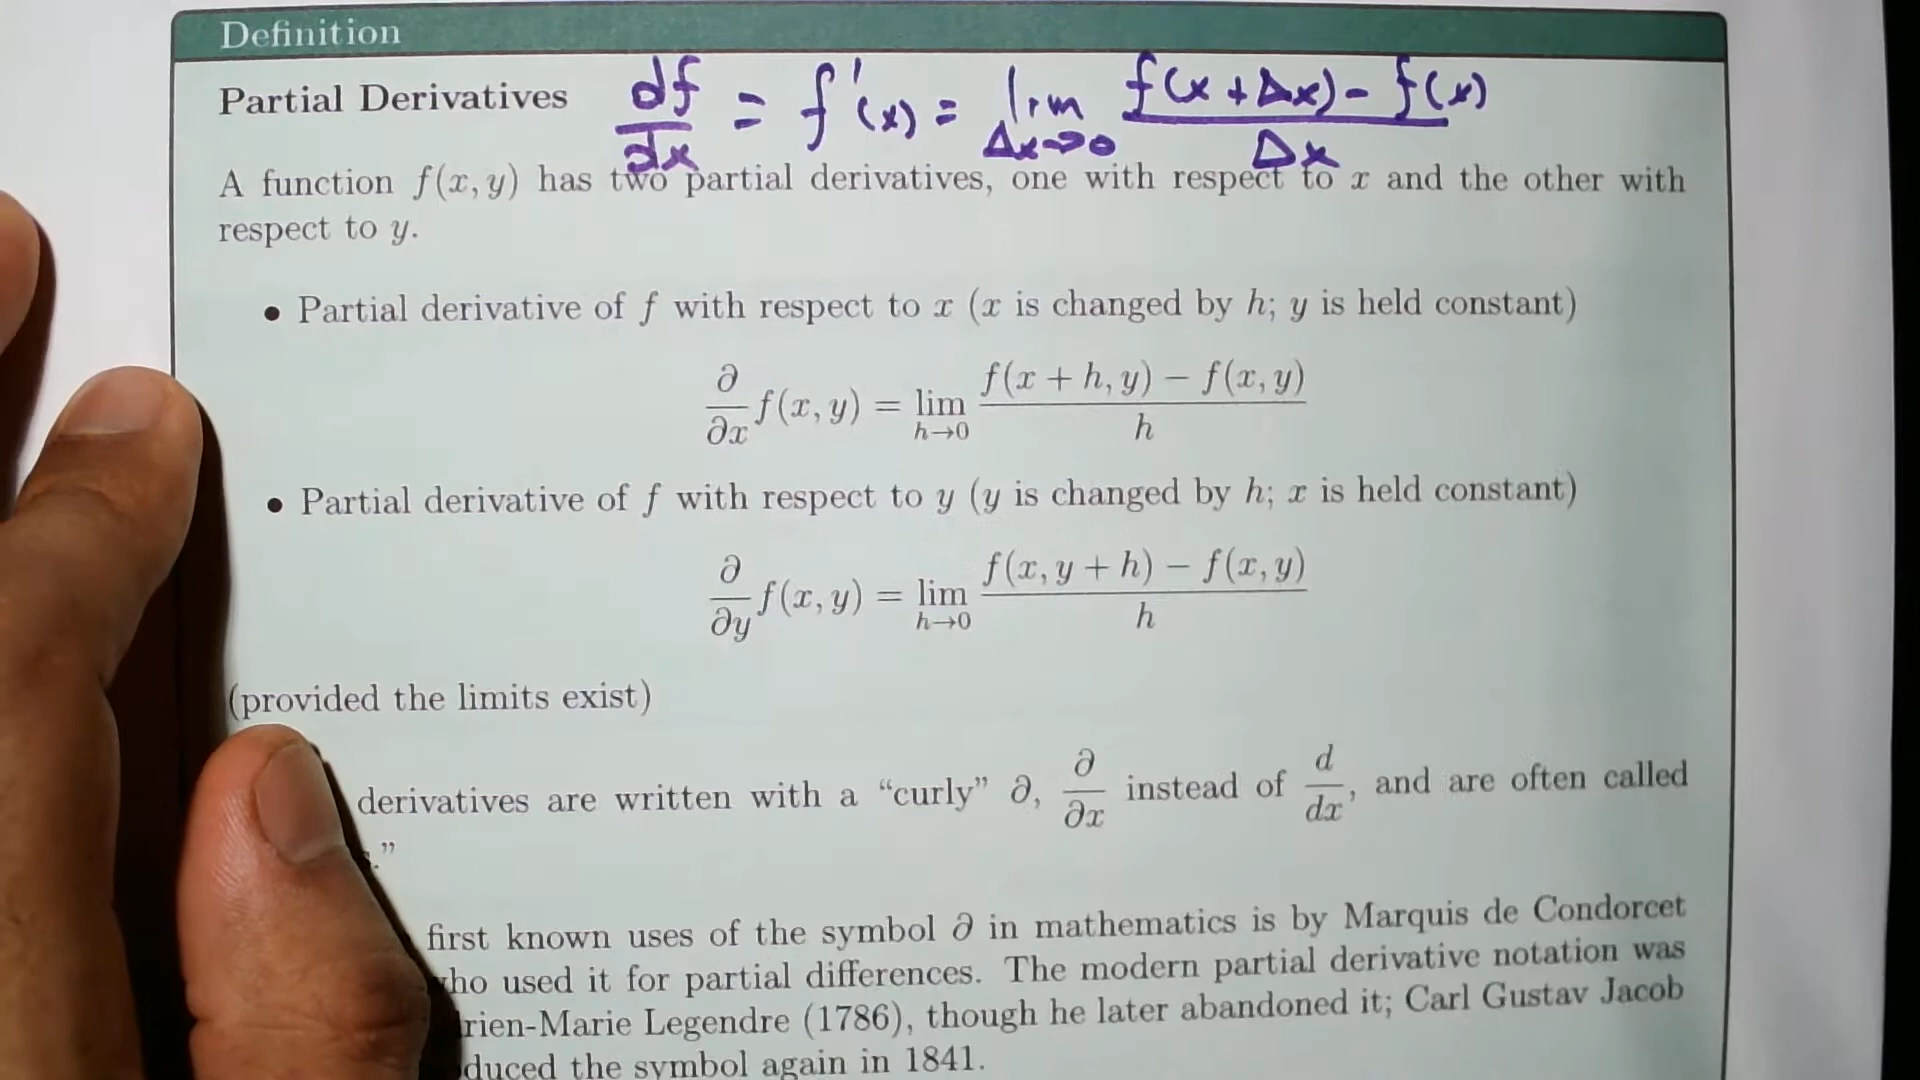 Definition
Partial Derivatives df/dx = f'(x) = lim Δx→0 (f(x+Δx) - f(x))/Δx
A function f(x, y) has two partial derivatives, one with respect to x and the other with
respect to y.
• Partial derivative of f with respect to x (x is changed by h; y is held constant)
∂/∂x f(x, y) = lim h→0 (f(x + h, y) − f(x, y))/h
• Partial derivative of f with respect to y (y is changed by h; x is held constant)
∂/∂y f(x, y) = lim h→0 (f(x, y + h) − f(x, y))/h
(provided the limits exist)
derivatives are written with a “curly” ∂, ∂/∂x instead of d/dx, and are often called
.”
first known uses of the symbol ∂ in mathematics is by Marquis de Condorcet
who used it for partial differences. The modern partial derivative notation was
rien-Marie Legendre (1786), though he later abandoned it; Carl Gustav Jacob
duced the symbol again in 1841.